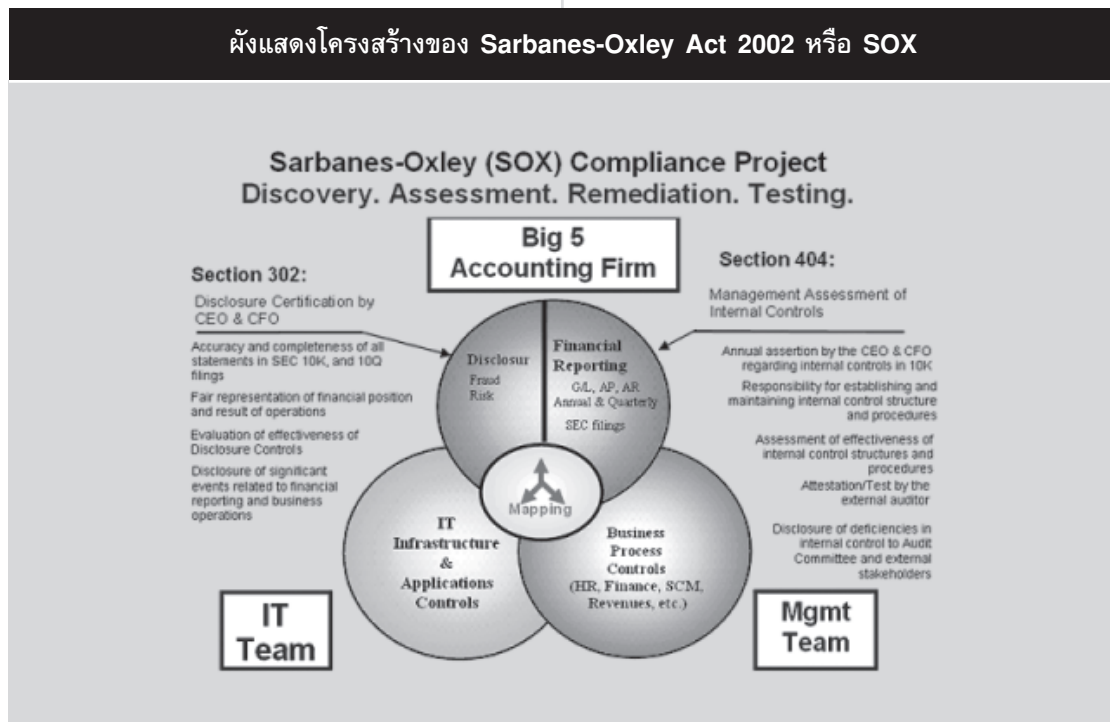 ผังแสดงโครงสร้างของ Sarbanes-Oxley Act 2002 หรือ SOX
Sarbanes-Oxley (SOX) Compliance Project
Discovery. Assessment. Remediation. Testing.
Big 5
Accounting Firm
Section 302:
Disclosure Certification by
CEO & CFO
Accuracy and completeness of all
statements in SEC 10K, and 10Q
filings
Fair representation of financial position
and result of operations
Evaluation of effectiveness of
Disclosure Controls
Disclosure of significant
events related to financial
reporting and business
operations
Section 404:
Management Assessment of
Internal Controls
Annual assertion by the CEO & CFO
regarding internal controls in 10K
Responsibility for establishing and
maintaining internal control structure
and procedures
Assessment of effectiveness of
internal control structures and
procedures
Attestation/Test by the
external auditor
Disclosure of deficiencies in
internal control to Audit
Committee and external
stakeholders
Disclosur
Fraud
Risk
Financial
Reporting
G/L, AP, AR
Annual & Quarterly
SEC filings
Mapping
IT
Infrastructure
&
Applications
Controls
Business
Process
Controls
(HR, Finance, SCM,
Revenues, etc.)
IT
Team
Mgmt
Team